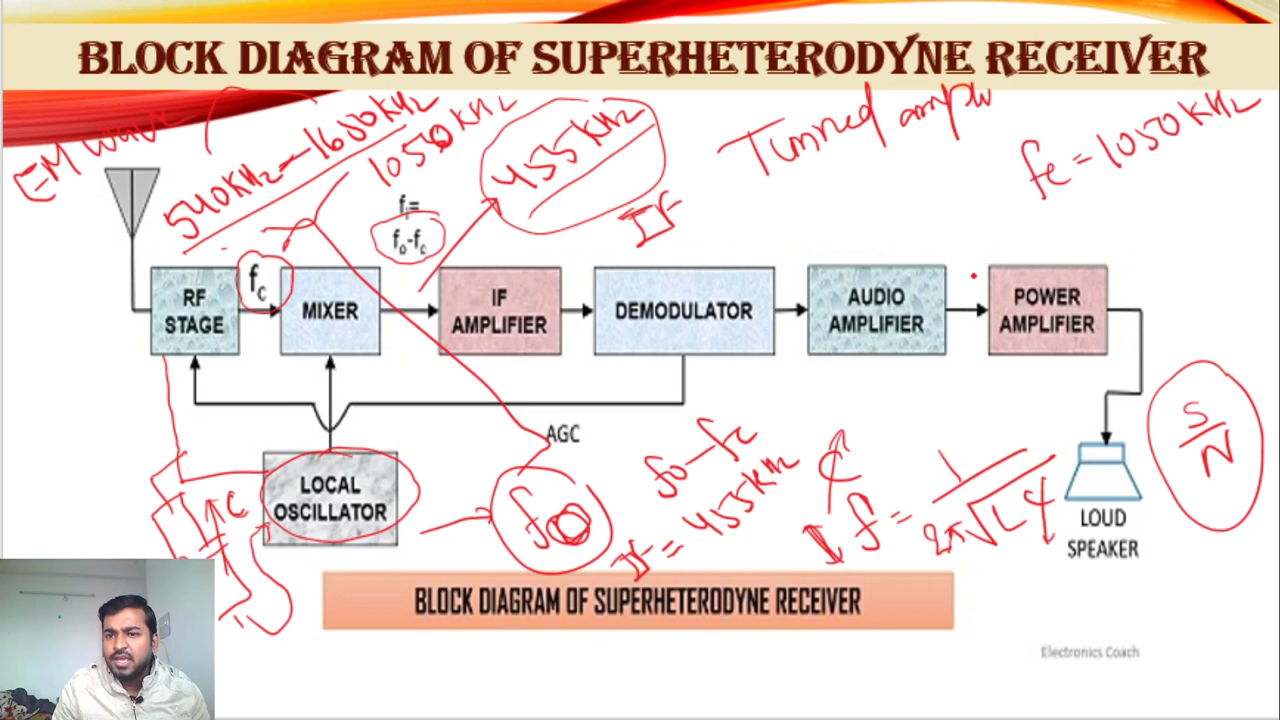 BLOCK DIAGRAM OF SUPERHETERODYNE RECEIVER
EM wave
540KHz - 1650KHz
1050KHz
455KHz
Tunned ampl
fc = 1050KHz
IF
fi=
fo-fc
fc
RF
STAGE
MIXER
IF
AMPLIFIER
DEMODULATOR
AUDIO
AMPLIFIER
POWER
AMPLIFIER
AGC
LOCAL
OSCILLATOR
C
fo
fo-fc
IF = 455KHz
C
f = 1/2π√LC
S/N
LOUD
SPEAKER
BLOCK DIAGRAM OF SUPERHETERODYNE RECEIVER
Electronics Coach